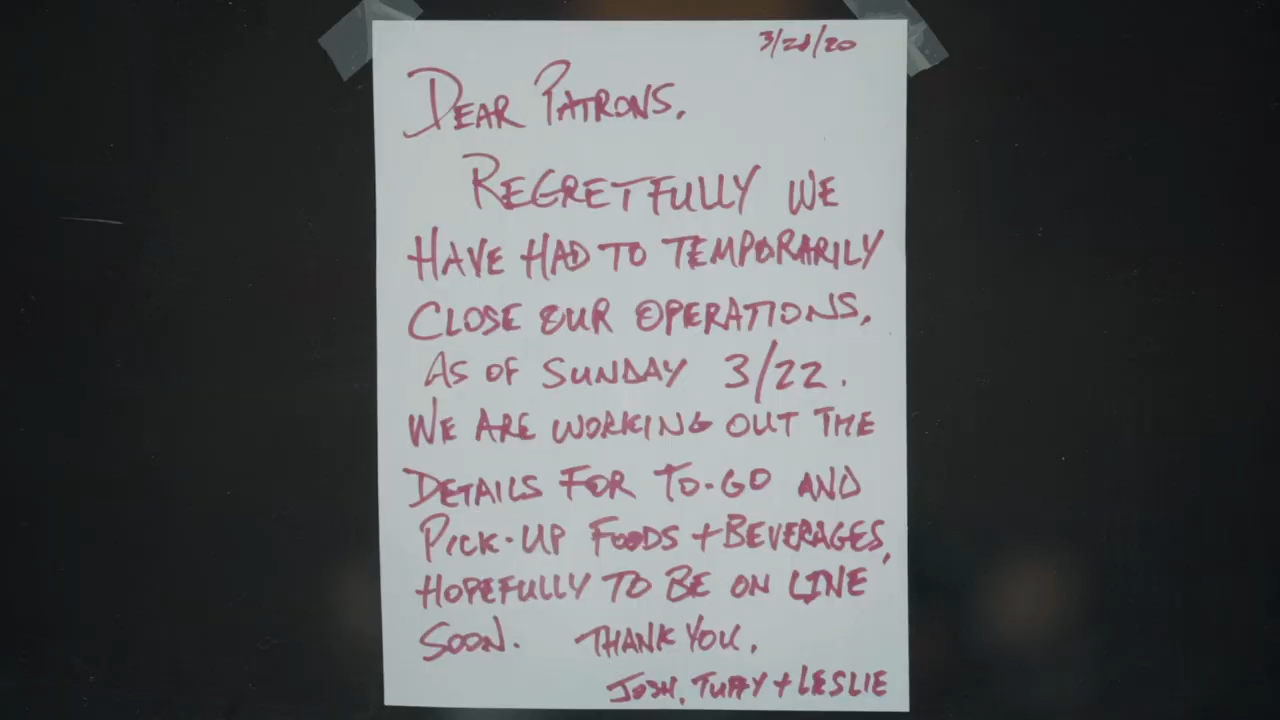 3/21/20
DEAR PATRONS,
REGRETFULLY WE
HAVE HAD TO TEMPORARILY
CLOSE OUR OPERATIONS,
AS OF SUNDAY 3/22.
WE ARE WORKING OUT THE
DETAILS FOR TO-GO AND
PICK-UP FOODS + BEVERAGES,
HOPEFULLY TO BE ON LINE
SOON. THANK YOU,
JOSH, TUFFY + LESLIE